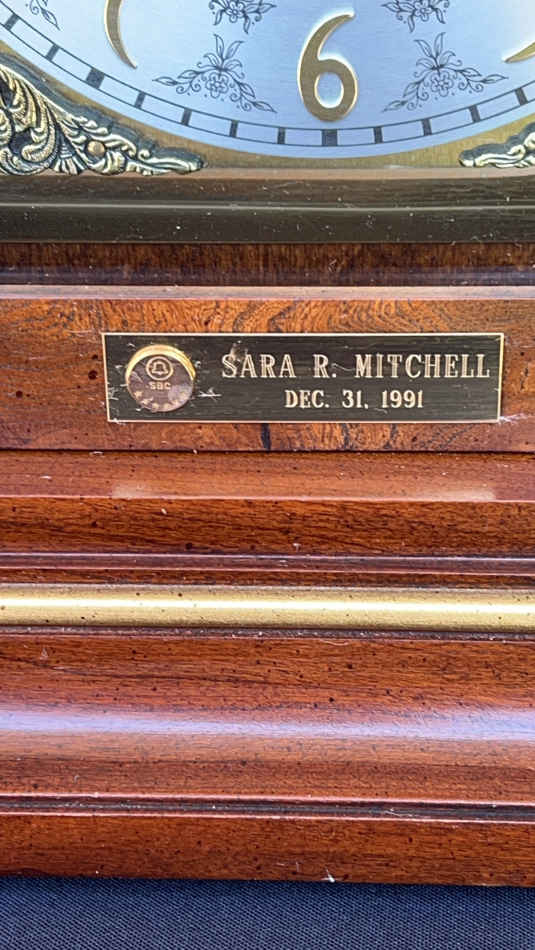 6
SBC
SARA R. MITCHELL
DEC. 31, 1991